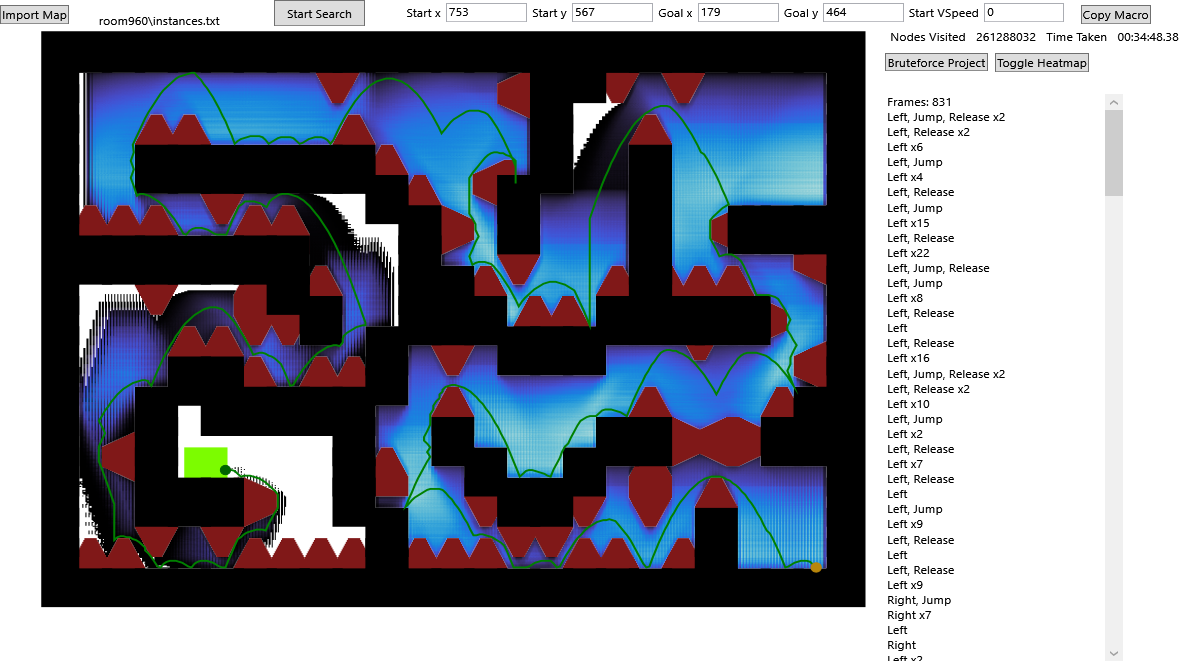 Import Map room960\instances.txt Start Search Start x 753 Start y 567 Goal x 179 Goal y 464 Start VSpeed 0 Copy Macro
Nodes Visited 261288032 Time Taken 00:34:48.38
Bruteforce Project Toggle Heatmap
Frames: 831
Left, Jump, Release x2
Left, Release x2
Left x6
Left, Jump
Left x4
Left, Release
Left, Jump
Left x15
Left, Release
Left x22
Left, Jump, Release
Left, Jump
Left x8
Left, Release
Left
Left, Release
Left x16
Left, Jump, Release x2
Left, Release x2
Left x10
Left, Jump
Left x2
Left, Release
Left x7
Left, Release
Left
Left, Jump
Left x9
Left, Release
Left
Left, Release
Left x9
Right, Jump
Right x7
Left
Right
Left x2